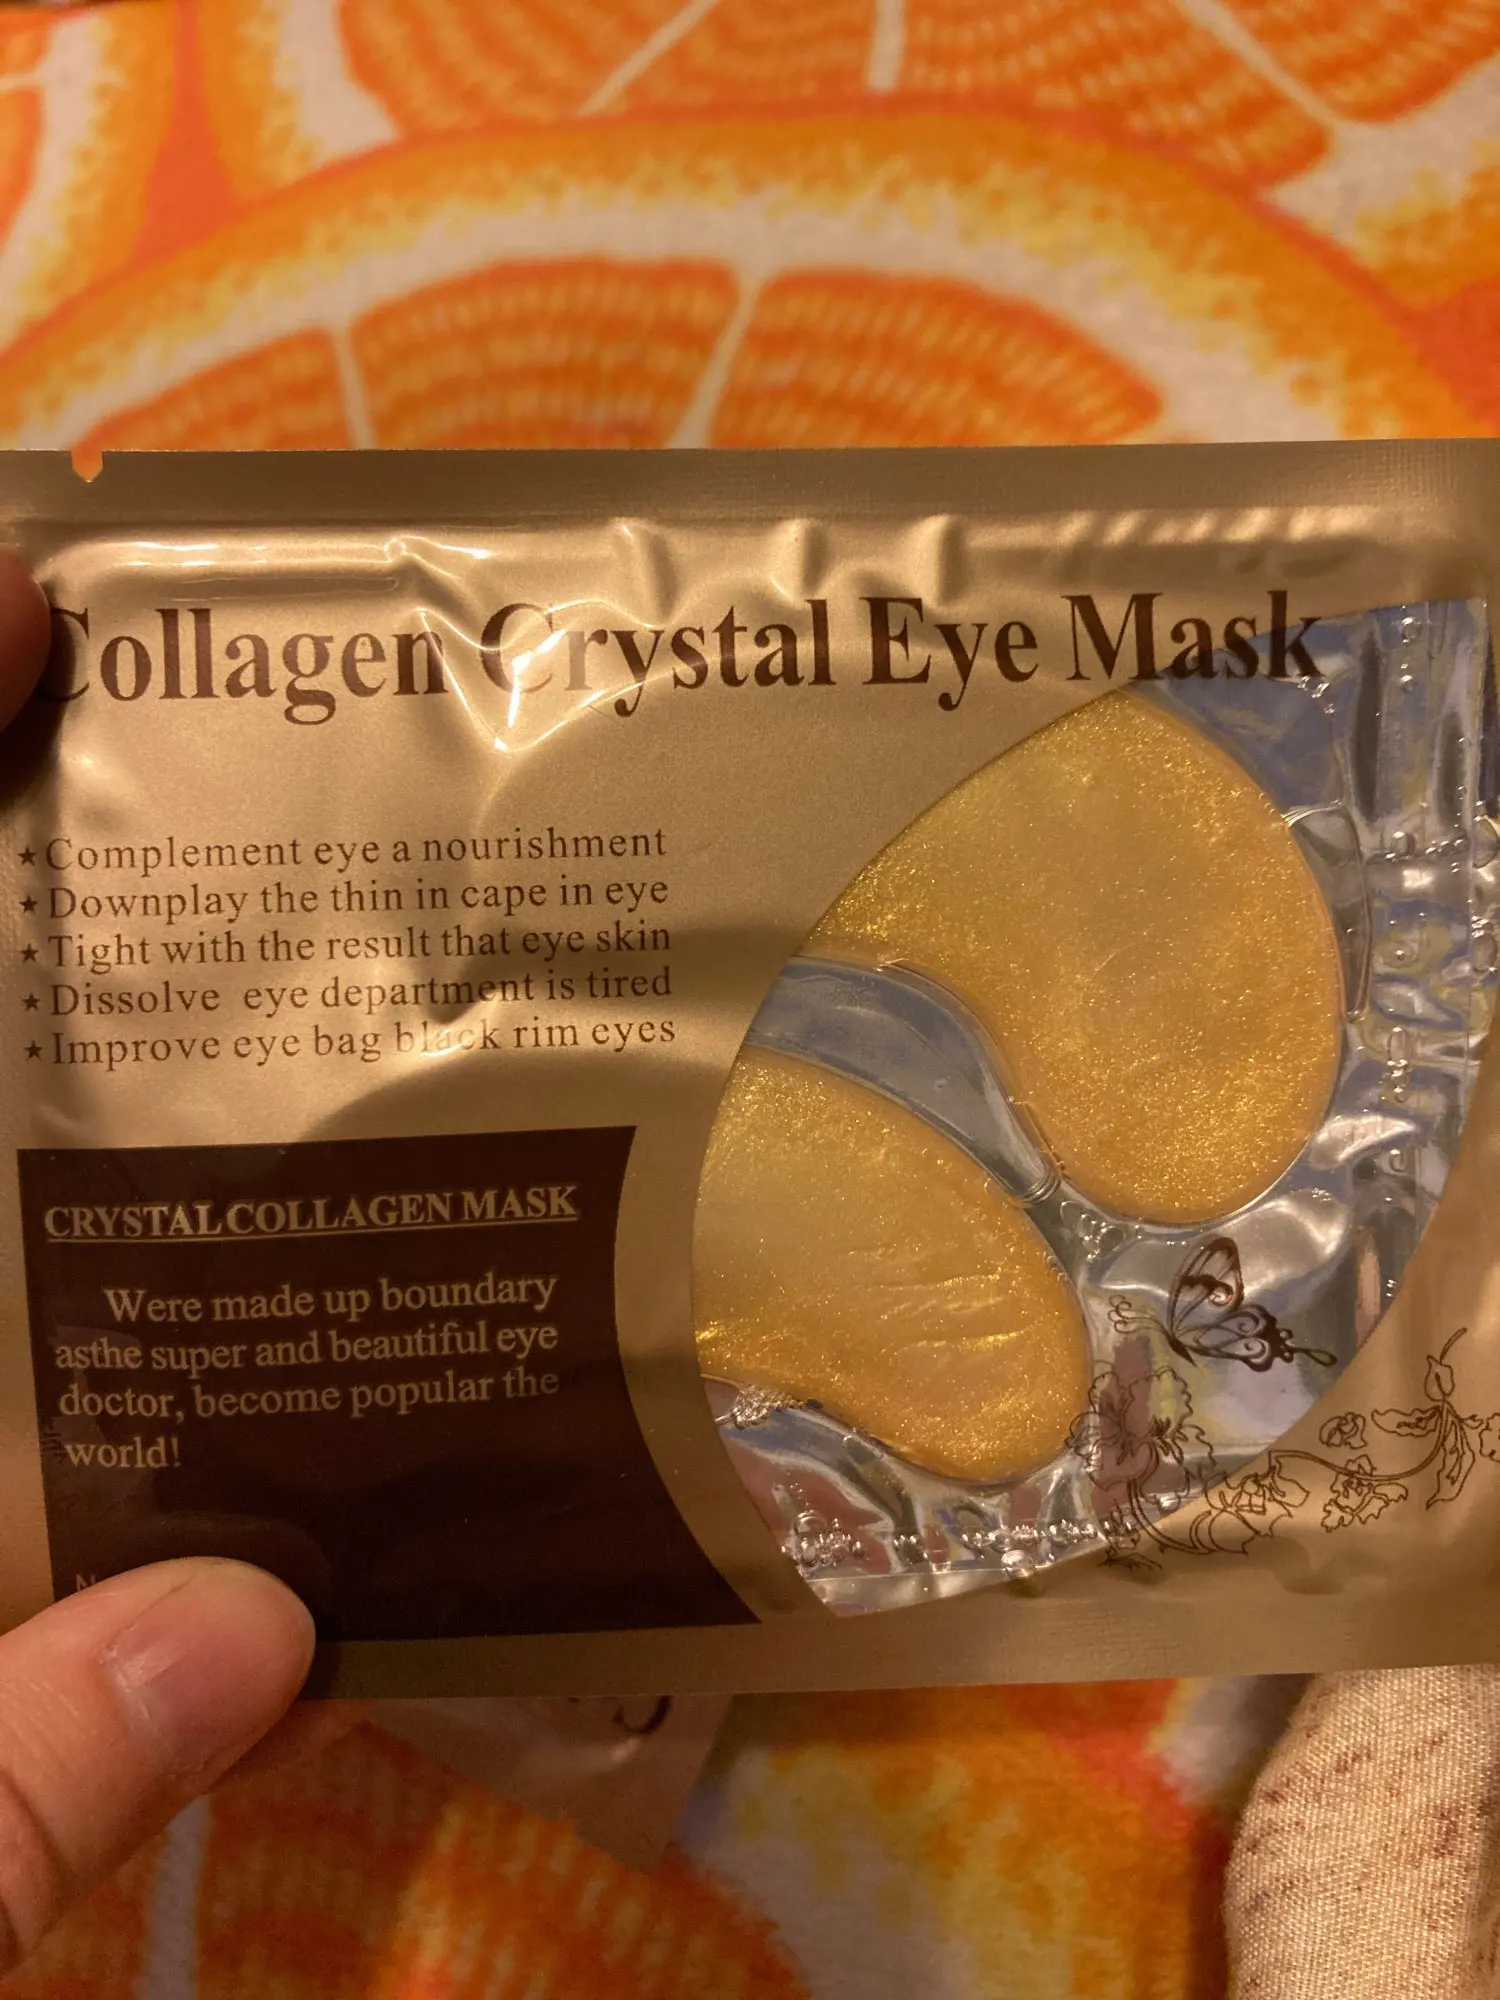 Collagen Crystal Eye Mask
★Complement eye a nourishment
★Downplay the thin in cape in eye
★Tight with the result that eye skin
★Dissolve eye department is tired
★Improve eye bag black rim eyes
CRYSTAL COLLAGEN MASK
Were made up boundary
asthe super and beautiful eye
doctor, become popular the
world!